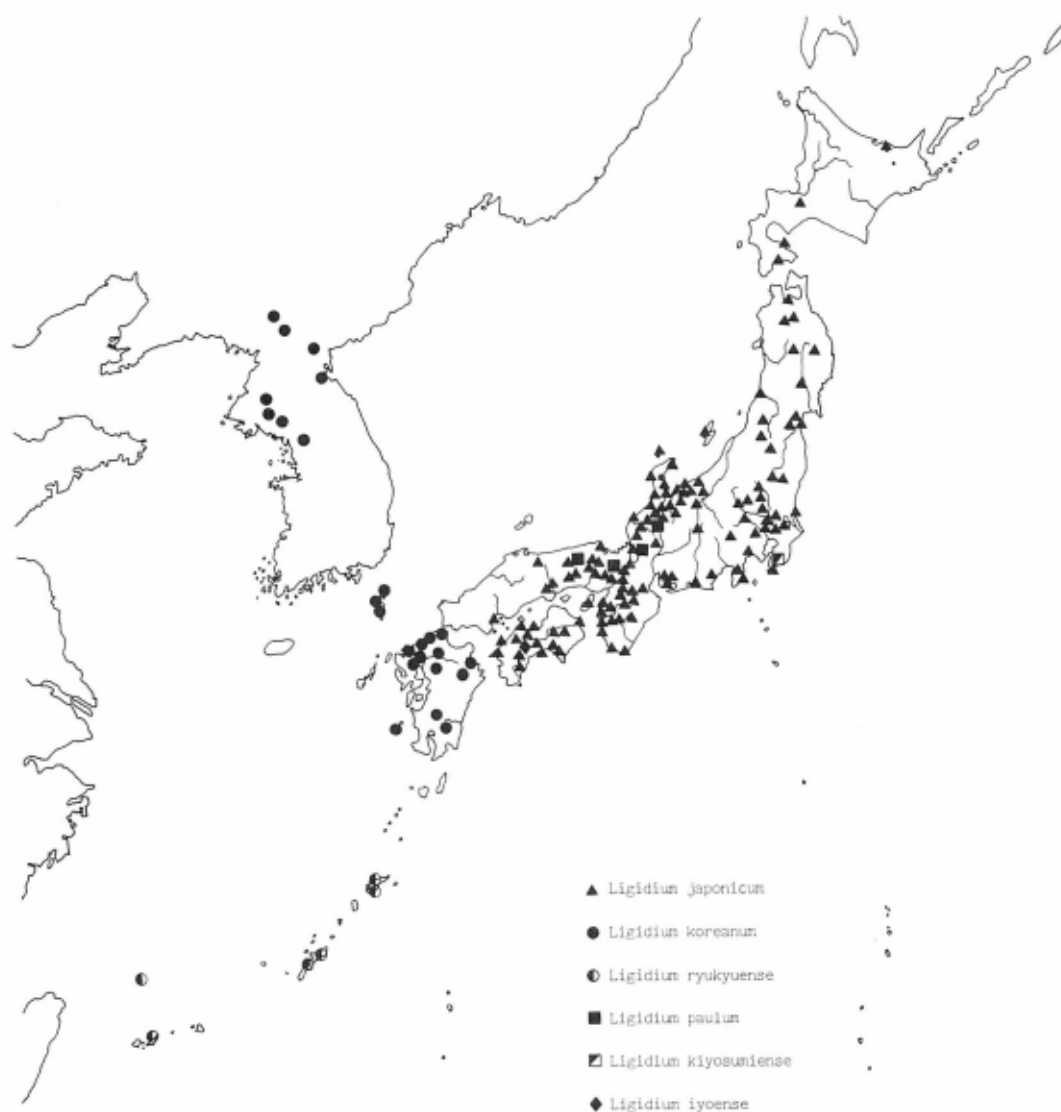 Ligidium japonicum
Ligidium koreanum
Ligidium ryukyuense
Ligidium paulum
Ligidium kiyosumiense
Ligidium iyoense